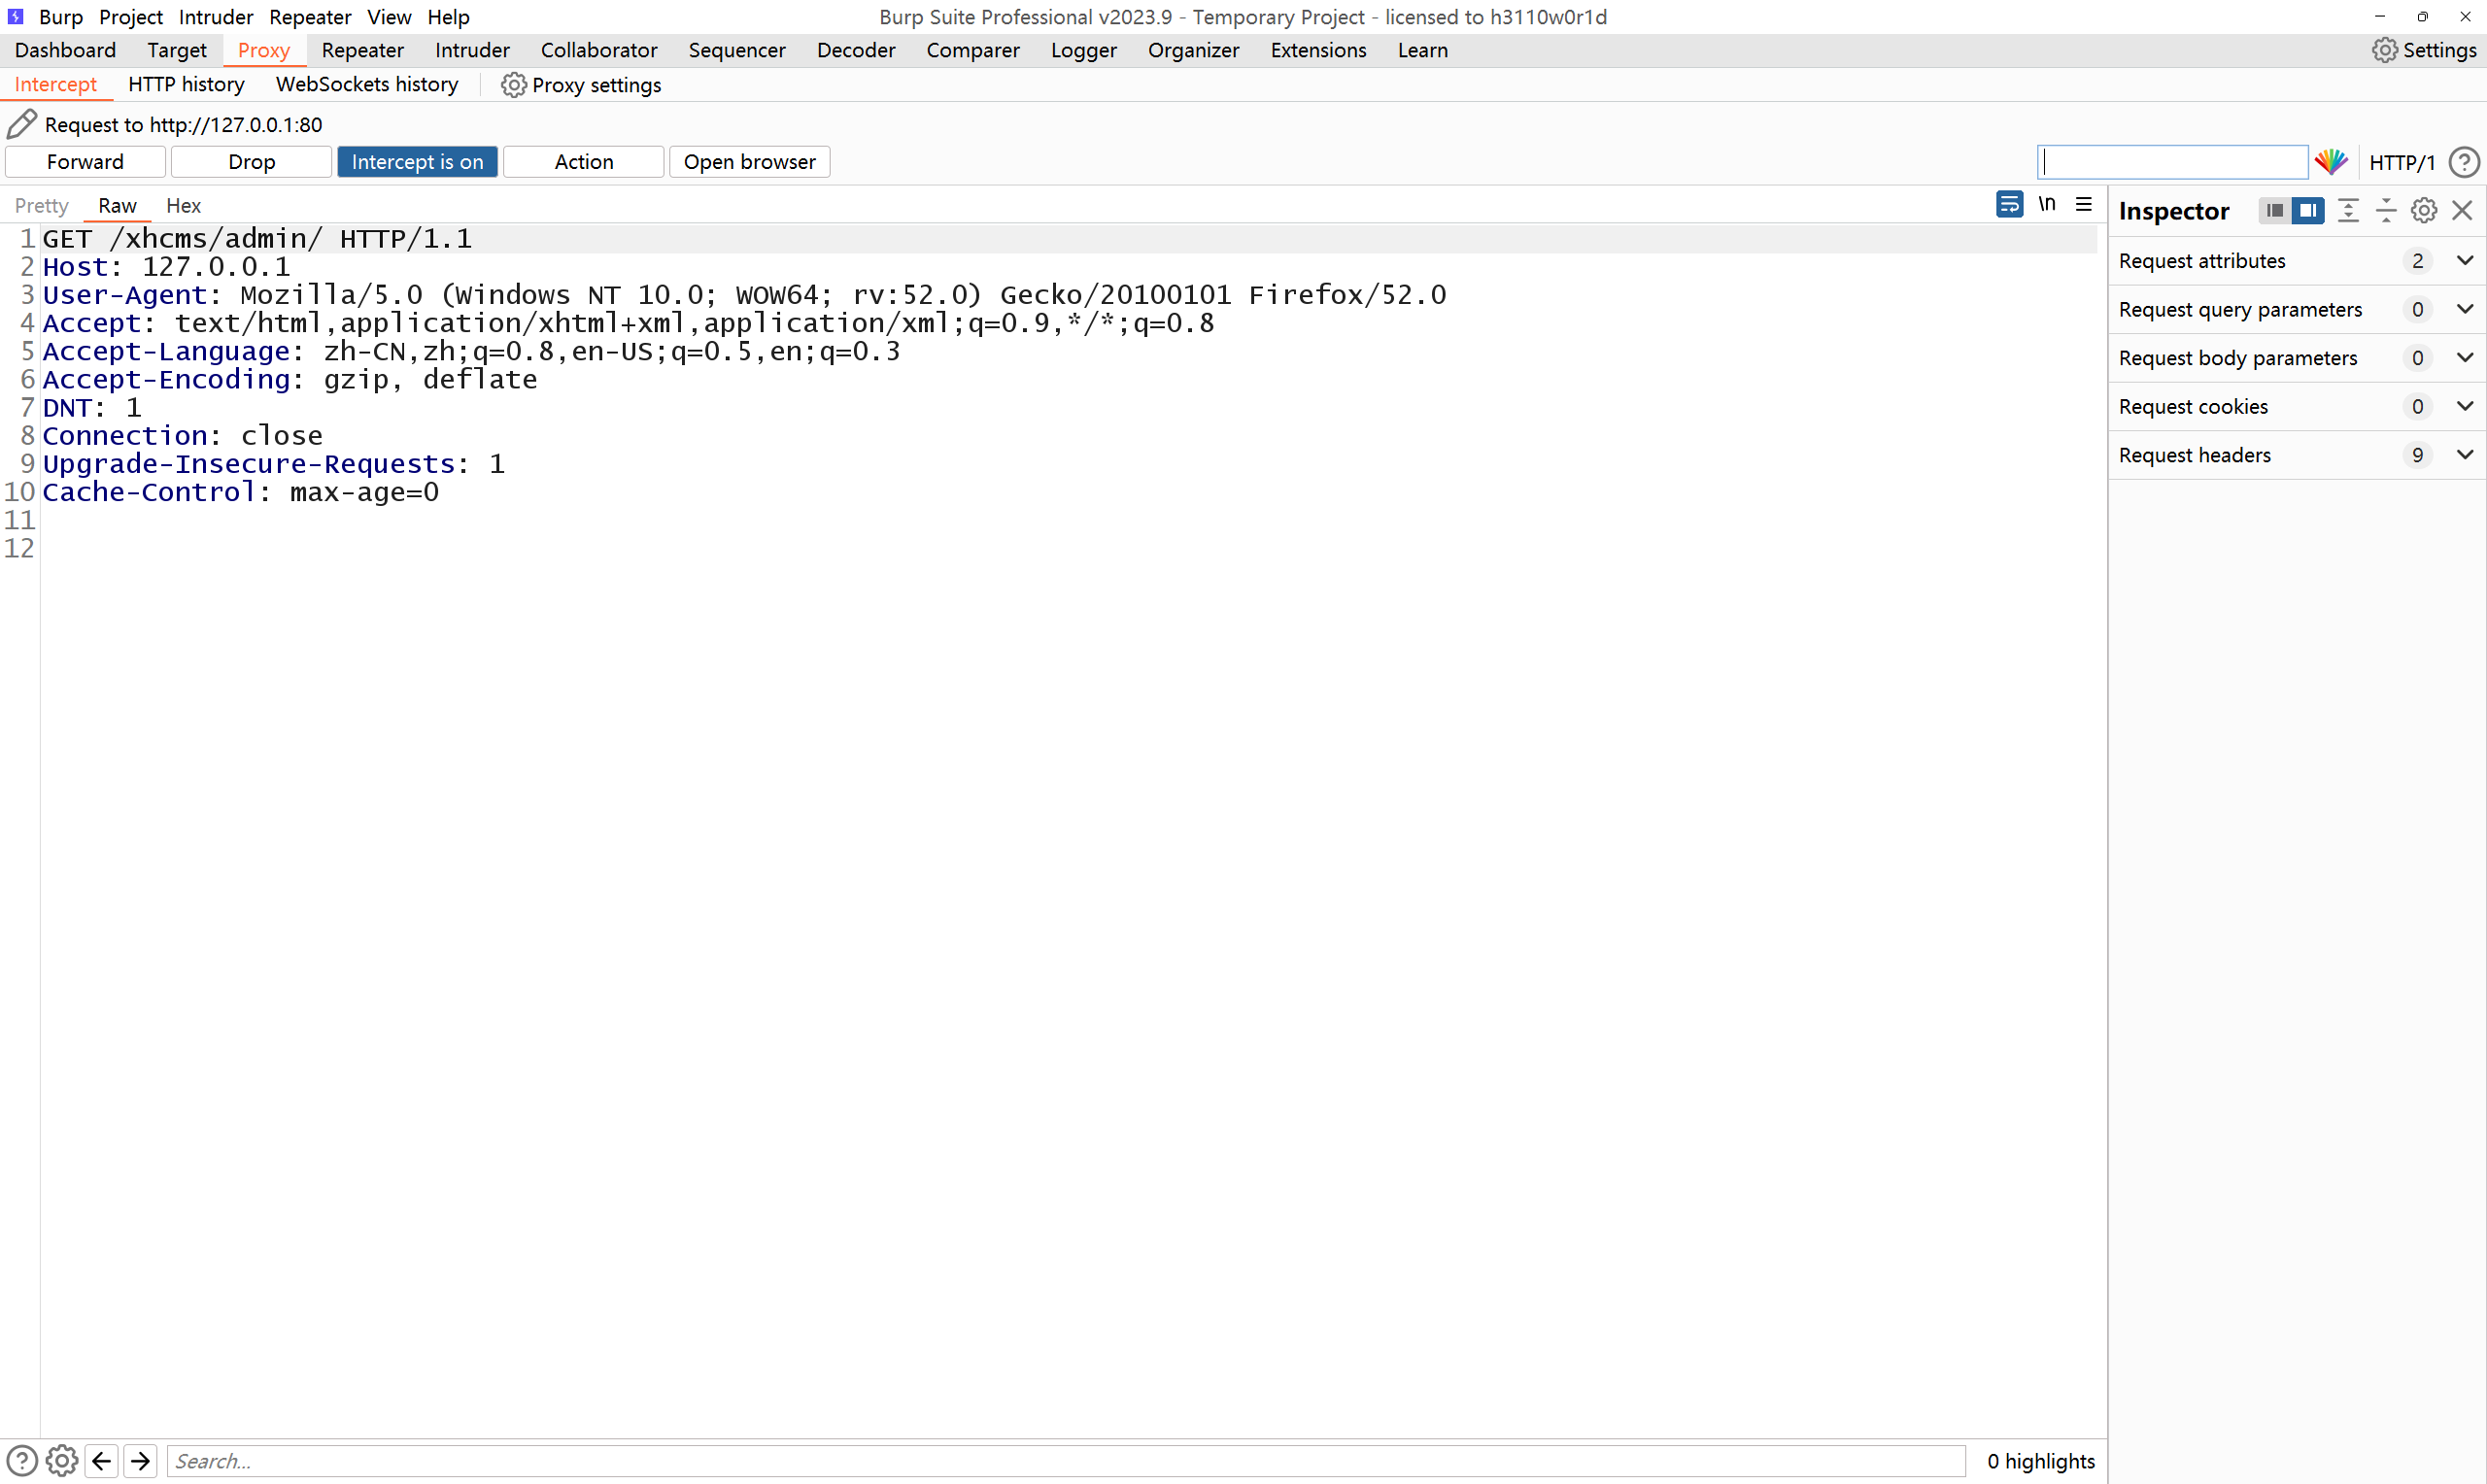 Burp Project Intruder Repeater View Help
Burp Suite Professional v2023.9 - Temporary Project - licensed to h3110w0r1d
Dashboard Target Proxy Repeater Intruder Collaborator Sequencer Decoder Comparer Logger Organizer Extensions Learn Settings
Intercept HTTP history WebSockets history Proxy settings
Request to http://127.0.0.1:80
Forward Drop Intercept is on Action Open browser HTTP/1 ?
Pretty Raw Hex \n
1 GET /xhcms/admin/ HTTP/1.1
2 Host: 127.0.0.1
3 User-Agent: Mozilla/5.0 (Windows NT 10.0; WOW64; rv:52.0) Gecko/20100101 Firefox/52.0
4 Accept: text/html,application/xhtml+xml,application/xml;q=0.9,*/*;q=0.8
5 Accept-Language: zh-CN,zh;q=0.8,en-US;q=0.5,en;q=0.3
6 Accept-Encoding: gzip, deflate
7 DNT: 1
8 Connection: close
9 Upgrade-Insecure-Requests: 1
10 Cache-Control: max-age=0
11
12
Inspector
Request attributes 2
Request query parameters 0
Request body parameters 0
Request cookies 0
Request headers 9
? Search... 0 highlights